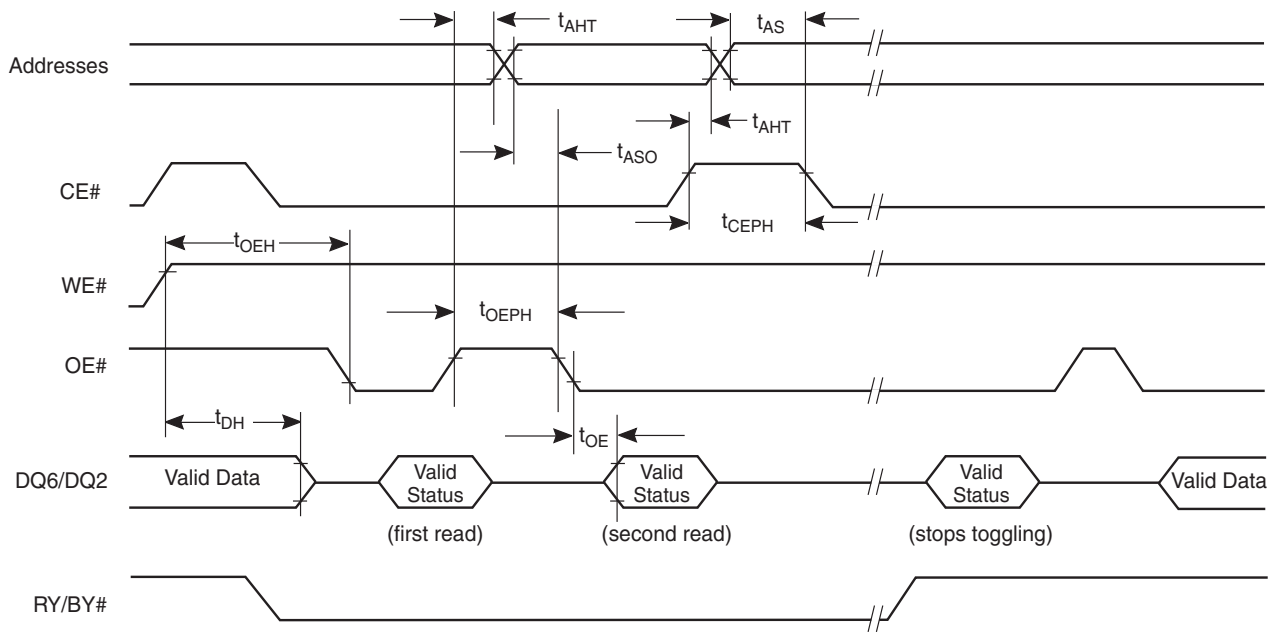 tAHT
tAS
Addresses
tAHT
tASO
CE#
tCEPH
tOEH
WE#
tOEPH
OE#
tDH
tOE
DQ6/DQ2
Valid Data
Valid
Status
Valid
Status
Valid
Status
Valid Data
(first read)
(second read)
(stops toggling)
RY/BY#